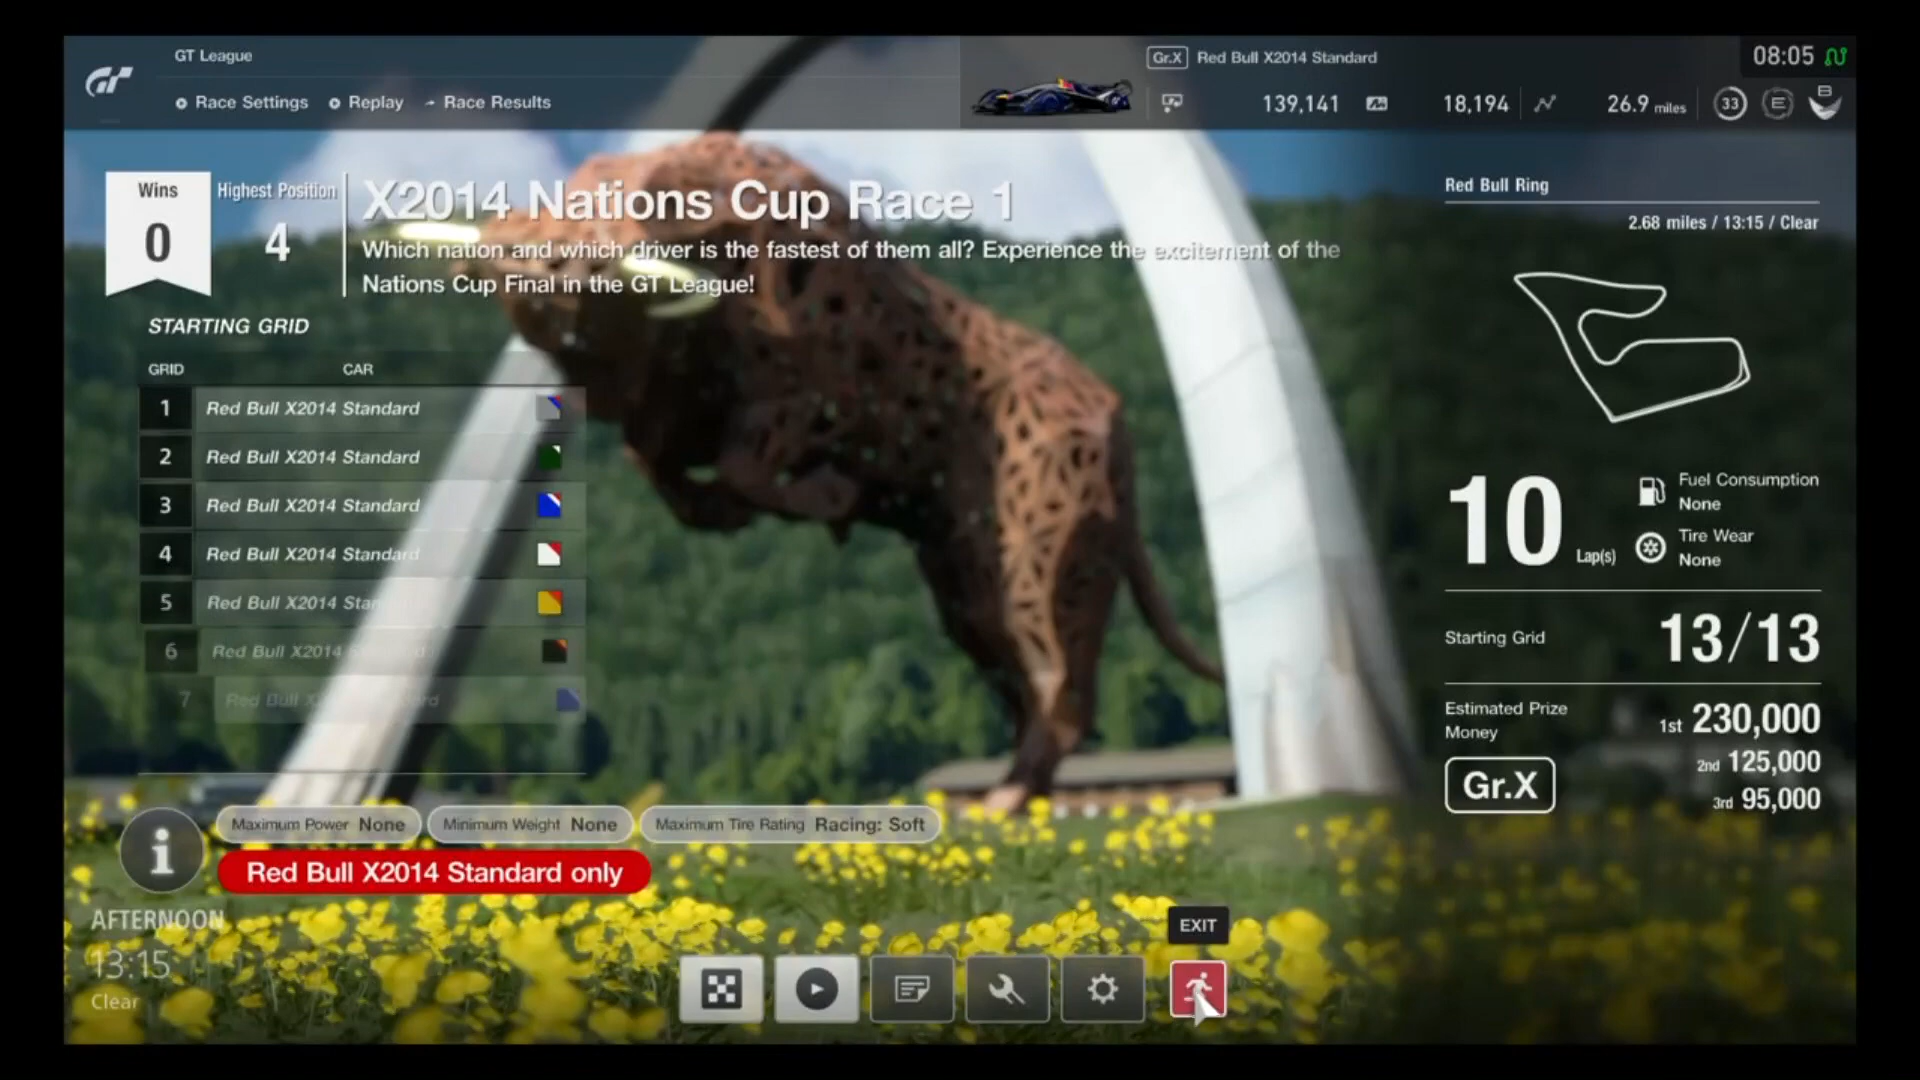 GT League
Race Settings Replay Race Results
Gr.X Red Bull X2014 Standard
08:05
139,141 18,194 26.9 miles 33 E B
Wins
0
Highest Position
4
X2014 Nations Cup Race 1
Which nation and which driver is the fastest of them all? Experience the excitement of the
Nations Cup Final in the GT League!
STARTING GRID
GRID CAR
1 Red Bull X2014 Standard
2 Red Bull X2014 Standard
3 Red Bull X2014 Standard
4 Red Bull X2014 Standard
5 Red Bull X2014 Standard
6 Red Bull X2014 Standard
7 Red Bull X2014 Standard
Maximum Power None Minimum Weight None Maximum Tire Rating Racing: Soft
i
Red Bull X2014 Standard only
AFTERNOON
13:15
Clear
EXIT
Red Bull Ring
2.68 miles / 13:15 / Clear
10 Lap(s)
Fuel Consumption
None
Tire Wear
None
Starting Grid 13/13
Estimated Prize
Money
1st 230,000
2nd 125,000
3rd 95,000
Gr.X